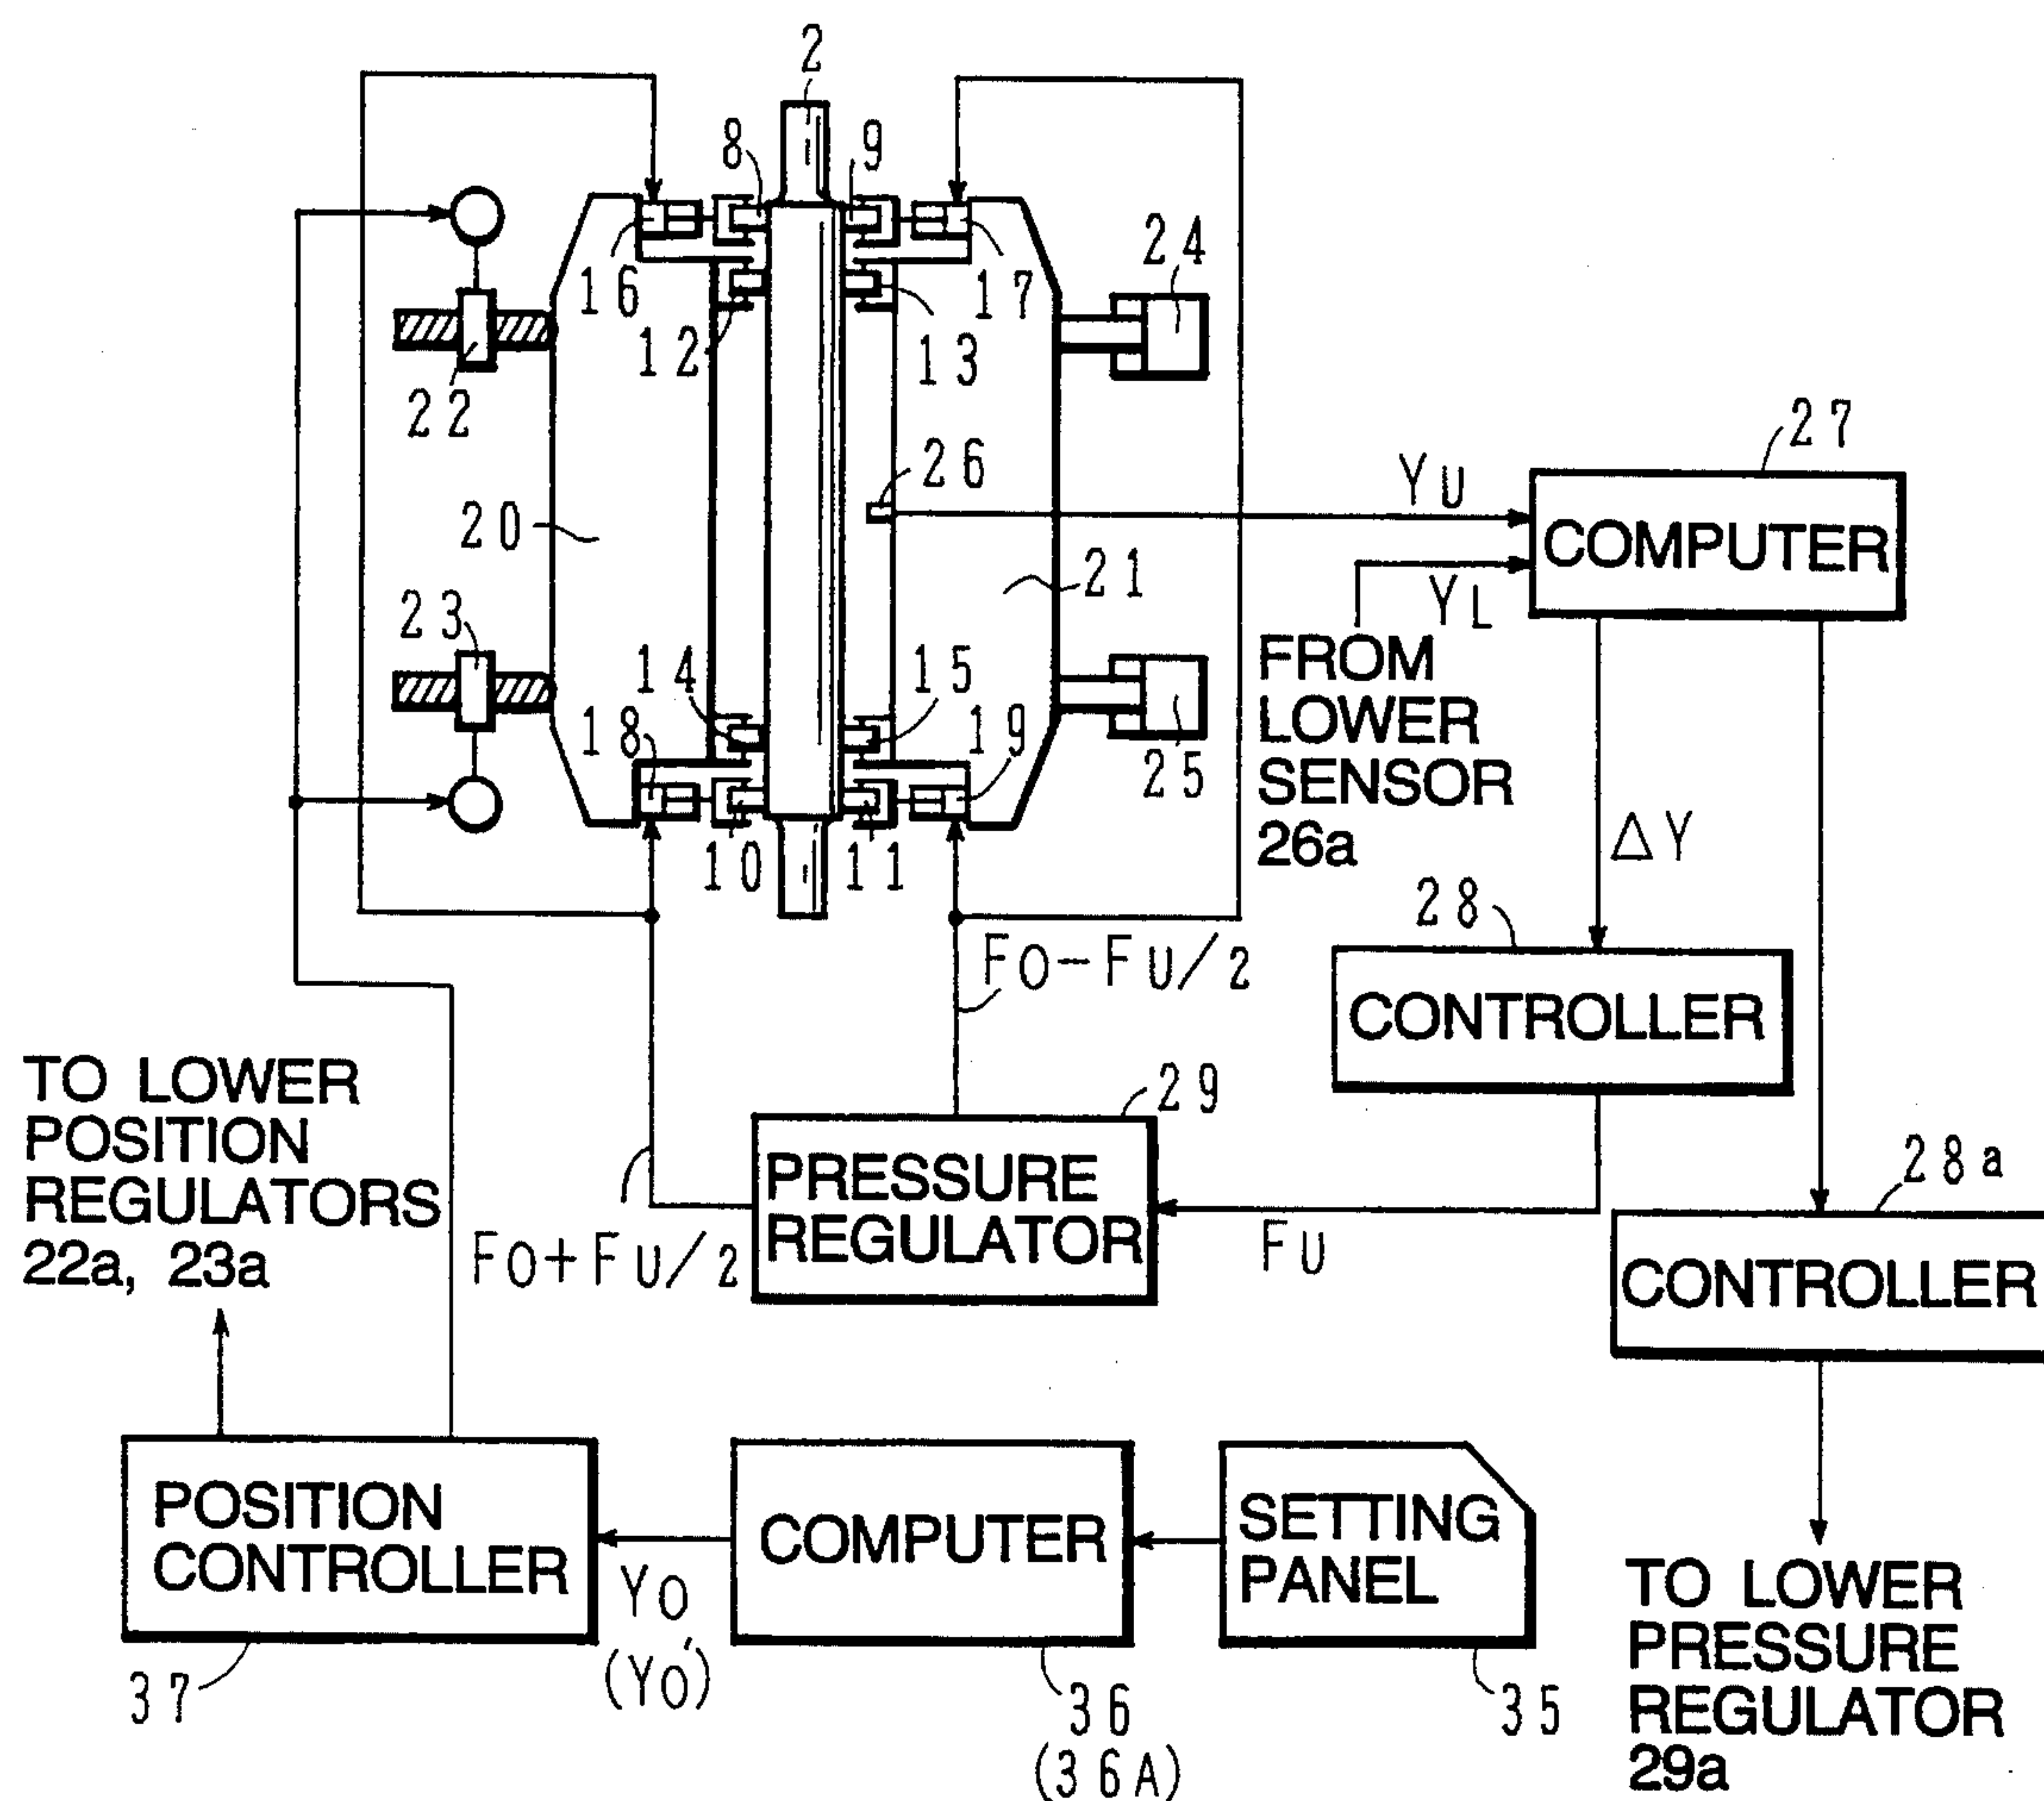 2
8
9
16
17
12
13
22
24
26
20
YU
27
COMPUTER
YL
21
23
14
15
18
19
25
10
11
FROM
LOWER
SENSOR
26a
ΔY
28
CONTROLLER
Fo-FU/2
TO LOWER
POSITION
REGULATORS
22a, 23a
29
PRESSURE
REGULATOR
Fo+FU/2
FU
28a
CONTROLLER
POSITION
CONTROLLER
37
Yo
(Yo')
COMPUTER
36
(36A)
SETTING
PANEL
35
TO LOWER
PRESSURE
REGULATOR
29a